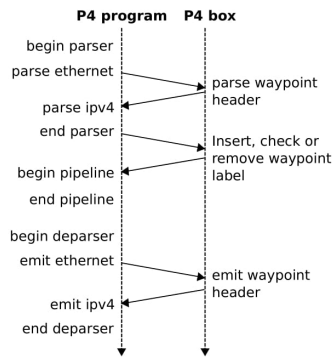 P4 program P4 box
begin parser
parse ethernet
parse waypoint
header
parse ipv4
end parser
Insert, check or
remove waypoint
label
begin pipeline
end pipeline
begin deparser
emit ethernet
emit waypoint
header
emit ipv4
end deparser